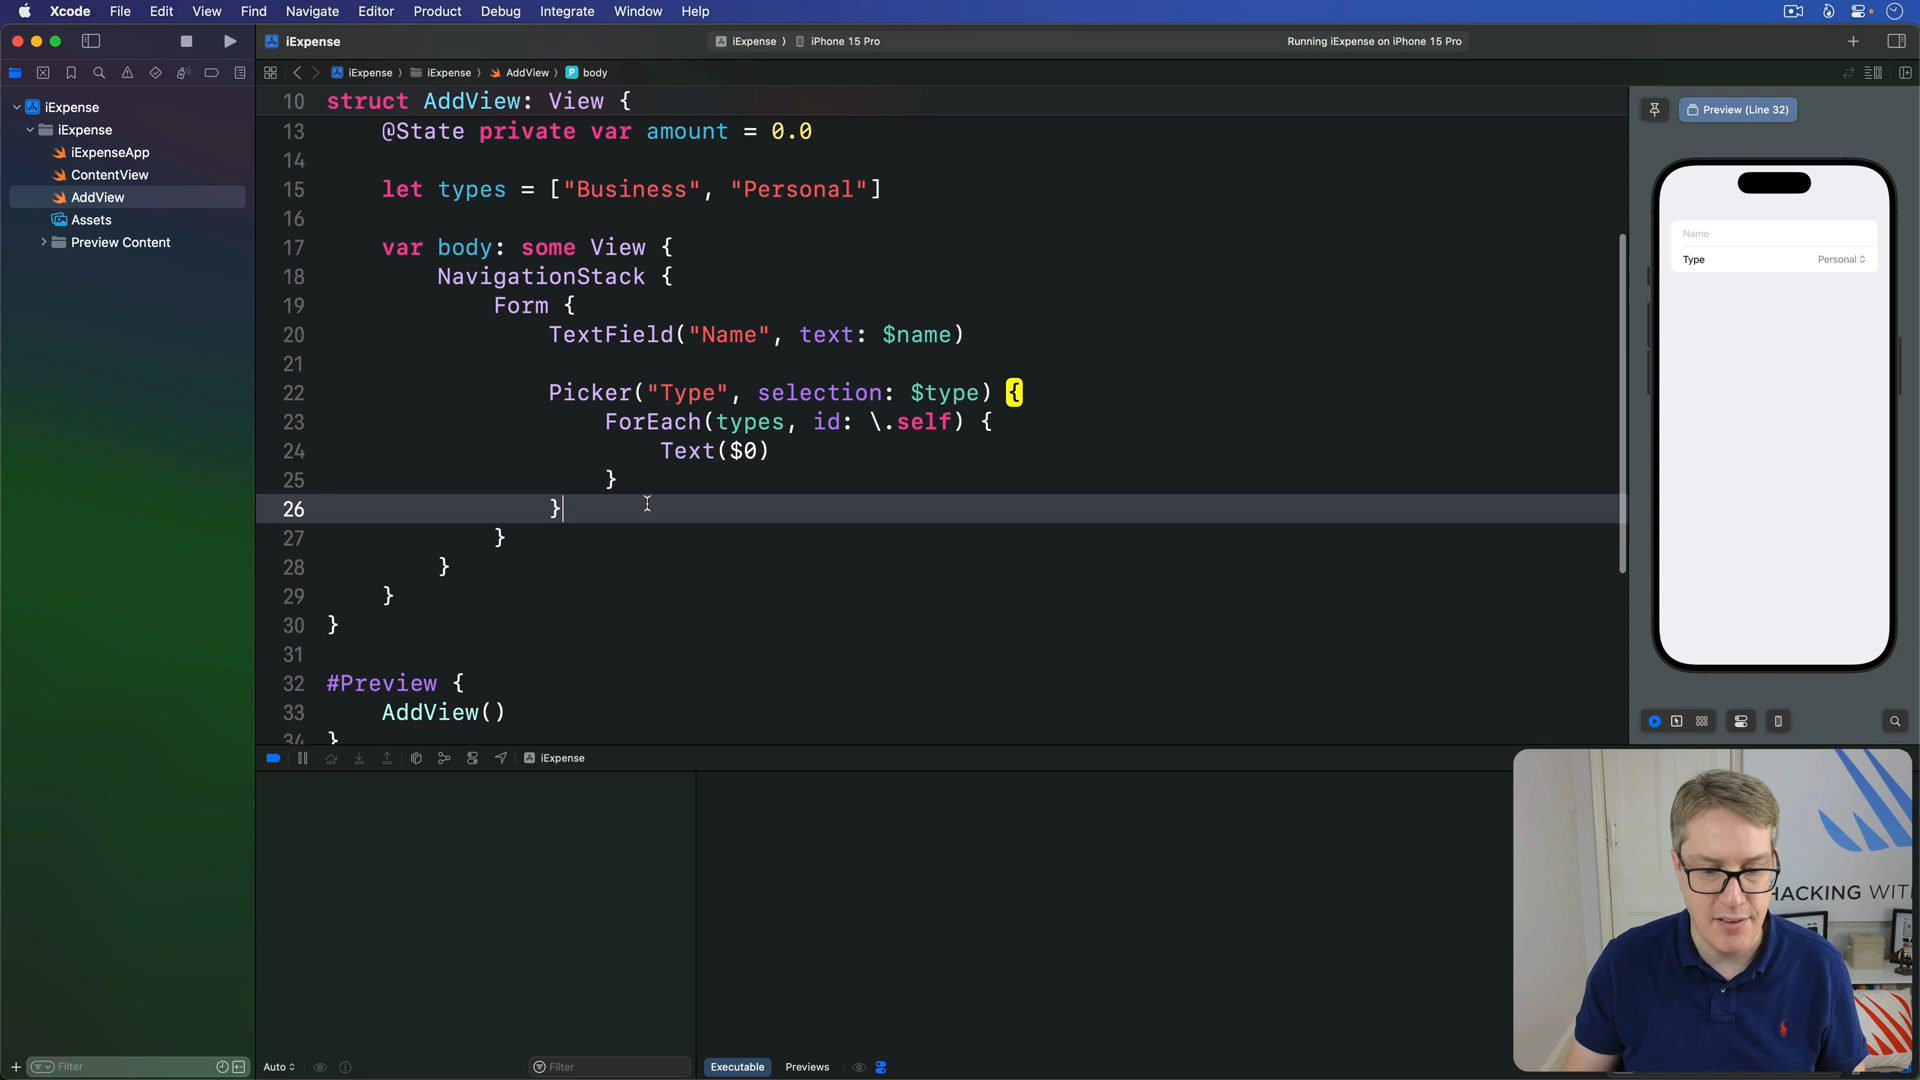 Xcode File Edit View Find Navigate Editor Product Debug Integrate Window Help
iExpense
iExpense iPhone 15 Pro
Running iExpense on iPhone 15 Pro
iExpense iExpense AddView P body
iExpense
iExpense
iExpenseApp
ContentView
AddView
Assets
Preview Content
10 struct AddView: View {
13 @State private var amount = 0.0
14
15 let types = ["Business", "Personal"]
16
17 var body: some View {
18 NavigationStack {
19 Form {
20 TextField("Name", text: $name)
21
22 Picker("Type", selection: $type) {
23 ForEach(types, id: \.self) {
24 Text($0)
25 }
26 }
27 }
28 }
29 }
30 }
31
32 #Preview {
33 AddView()
34 }
Preview (Line 32)
Name
Type Personal
iExpense
HACKING WIT
Filter
Auto
Filter
Executable Previews